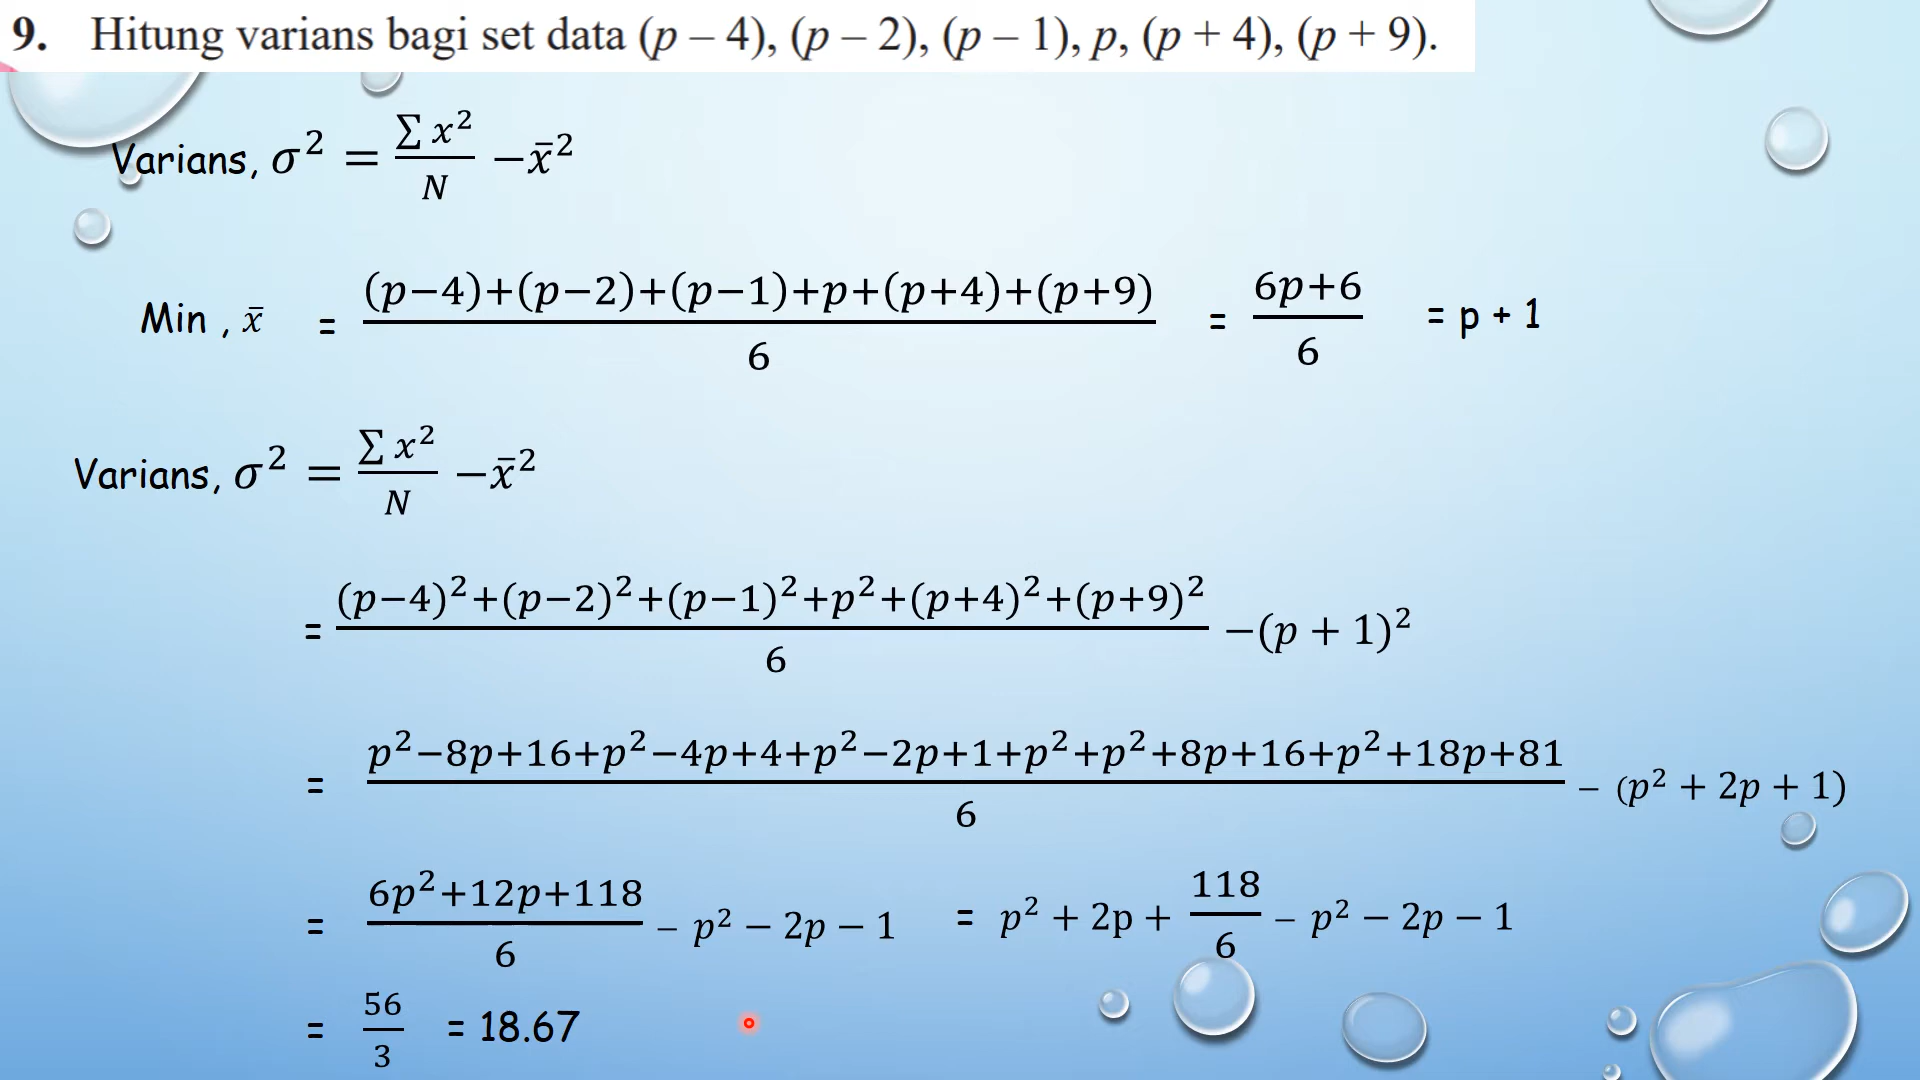 9. Hitung varians bagi set data (p – 4), (p – 2), (p – 1), p, (p + 4), (p + 9).
Varians, σ² = ∑x²/N − x̄²
Min , x̄ = (p−4)+(p−2)+(p−1)+p+(p+4)+(p+9)/6 = 6p+6/6 = p + 1
Varians, σ² = ∑x²/N − x̄²
= (p−4)²+(p−2)²+(p−1)²+p²+(p+4)²+(p+9)²/6 −(p + 1)²
= p²−8p+16+p²−4p+4+p²−2p+1+p²+p²+8p+16+p²+18p+81/6 − (p² + 2p + 1)
= 6p²+12p+118/6 − p² − 2p − 1 = p² + 2p + 118/6 − p² − 2p − 1
= 56/3 = 18.67